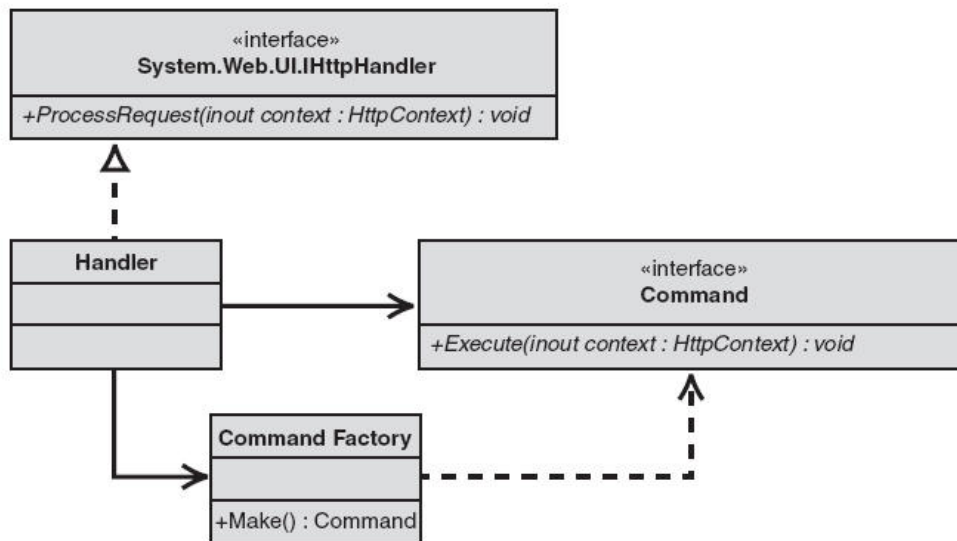 «interface»
System.Web.UI.IHttpHandler
+ProcessRequest(inout context : HttpContext) : void
Handler
«interface»
Command
+Execute(inout context : HttpContext) : void
Command Factory
+Make() : Command